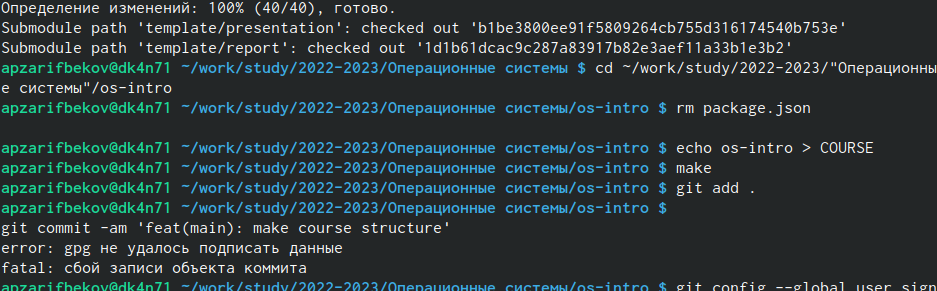 Определение изменений: 100% (40/40), готово.
Submodule path 'template/presentation': checked out 'b1be3800ee91f5809264cb755d316174540b753e'
Submodule path 'template/report': checked out '1d1b61dcac9c287a83917b82e3aef11a33b1e3b2'
apzarifbekov@dk4n71 ~/work/study/2022-2023/Операционные системы $ cd ~/work/study/2022-2023/"Операционны
е системы"/os-intro
apzarifbekov@dk4n71 ~/work/study/2022-2023/Операционные системы/os-intro $ rm package.json
apzarifbekov@dk4n71 ~/work/study/2022-2023/Операционные системы/os-intro $ echo os-intro > COURSE
apzarifbekov@dk4n71 ~/work/study/2022-2023/Операционные системы/os-intro $ make
apzarifbekov@dk4n71 ~/work/study/2022-2023/Операционные системы/os-intro $ git add .
apzarifbekov@dk4n71 ~/work/study/2022-2023/Операционные системы/os-intro $
git commit -am 'feat(main): make course structure'
error: gpg не удалось подписать данные
fatal: сбой записи объекта коммита
apzarifbekov@dk4n71 ~/work/study/2022-2023/Операционные системы/os-intro $ git config --global user sign